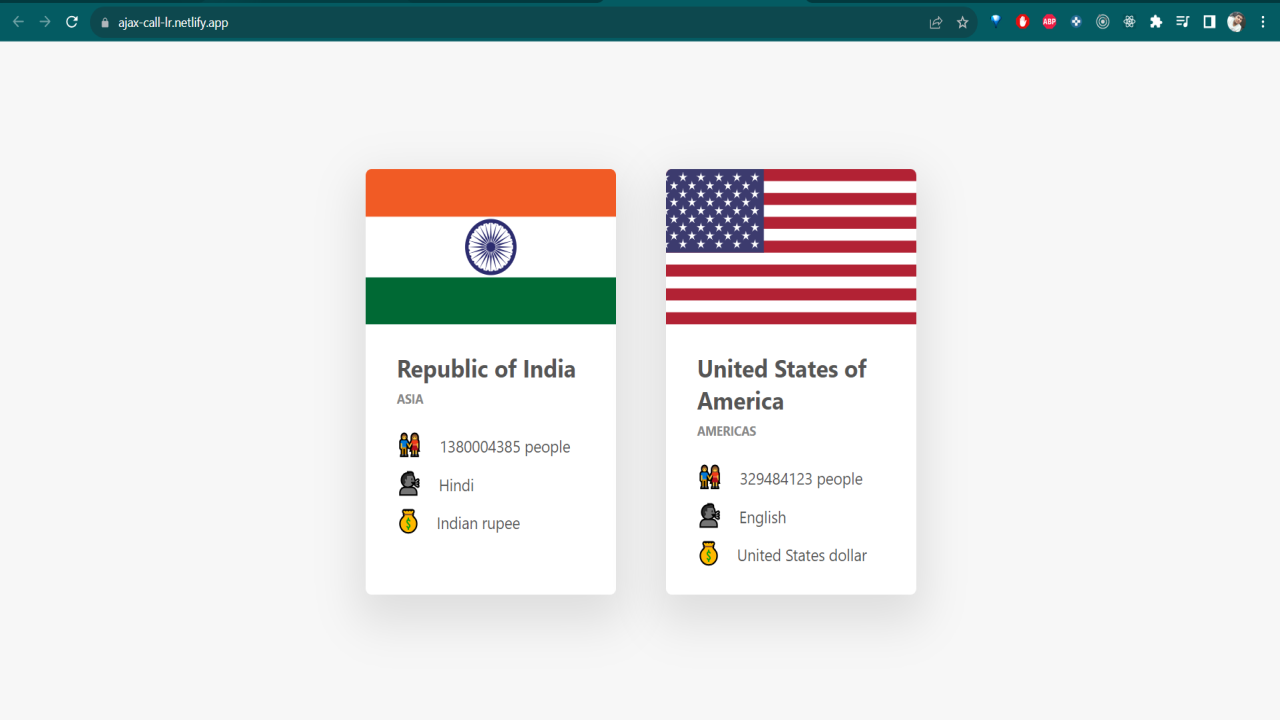 ajax-call-lr.netlify.app
ABP
Republic of India
ASIA
1380004385 people
Hindi
Indian rupee
United States of
America
AMERICAS
329484123 people
English
United States dollar